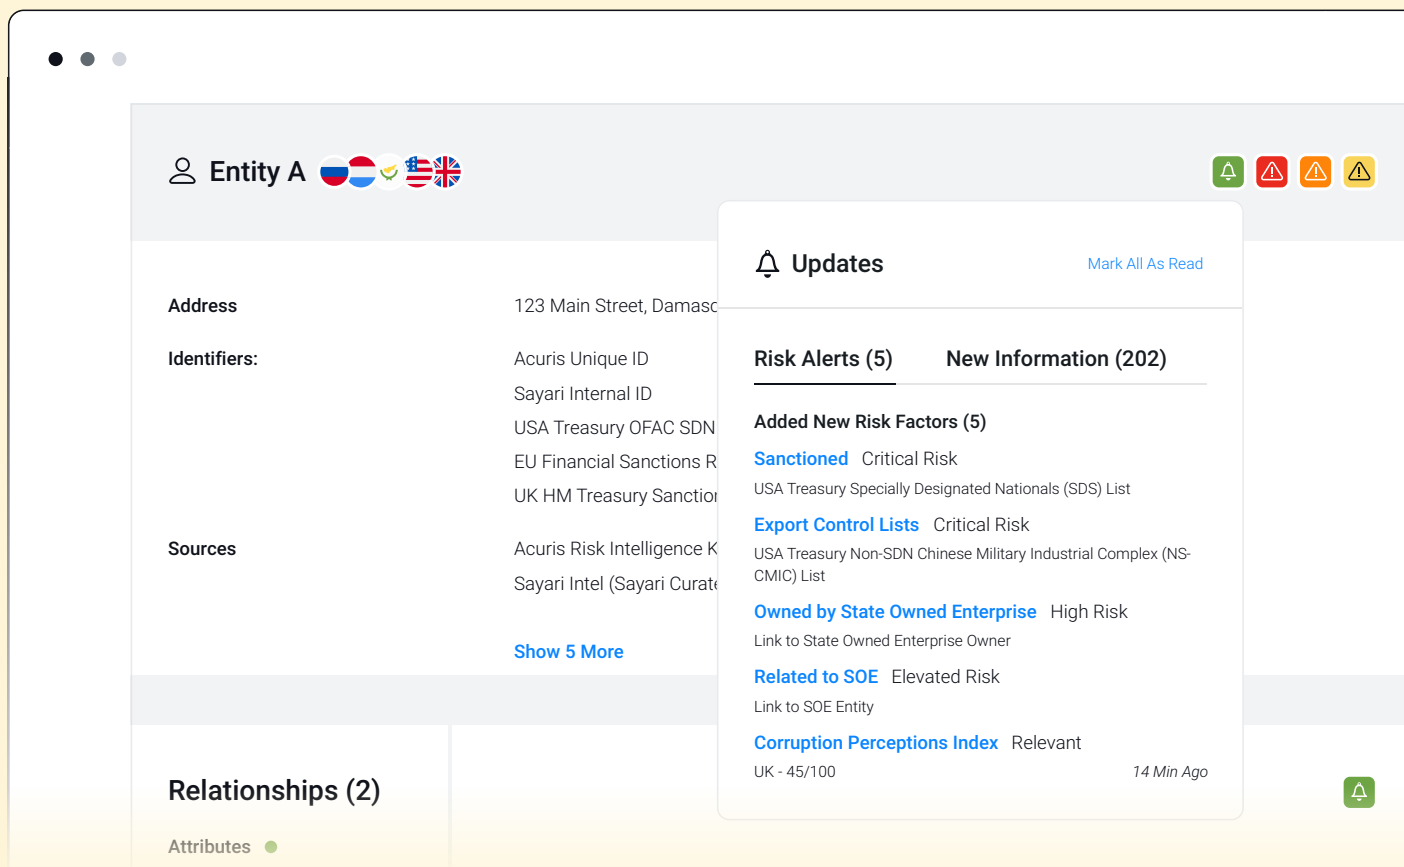 Entity A
Updates
Mark All As Read
Address
123 Main Street,
Identifiers:
Acuris Unique ID
Sayari Internal ID
USA Treasury OFAC SDN
EU Financial Sanctions
UK HM Treasury
Sources
Acuris Risk Intelligence
Sayari Intel (Sayari
Show 5 More
Risk Alerts (5)
New Information (202)
Added New Risk Factors (5)
Sanctioned Critical Risk
USA Treasury Specially Designated Nationals (SDS) List
Export Control Lists Critical Risk
USA Treasury Non-SDN Chinese Military Industrial Complex (NS-
CMIC) List
Owned by State Owned Enterprise High Risk
Link to State Owned Enterprise Owner
Related to SOE Elevated Risk
Link to SOE Entity
Corruption Perceptions Index Relevant
UK - 45/100
14 Min Ago
Relationships (2)
Attributes